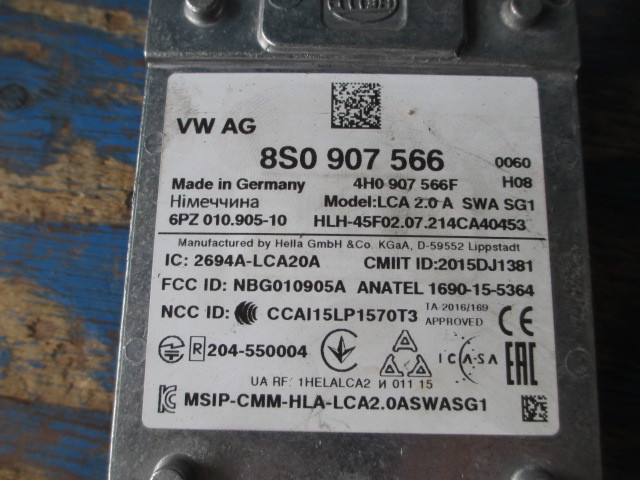 HELLA
VW AG
8S0 907 566 0060
Made in Germany 4H0 907 566F H08
Німеччина Model:LCA 2.0 A SWA SG1
6PZ 010.905-10 HLH-45F02.07.214CA40453
Manufactured by Hella GmbH &Co. KGaA, D-59552 Lippstadt
IC: 2694A-LCA20A CMIIT ID:2015DJ1381
FCC ID: NBG010905A ANATEL 1690-15-5364
NCC ID: CCAI15LP1570T3 TA-2016/169 APPROVED CE
R 204-550004 ICASA EAC
UA RF: 1HELALCA2 И 011 15
MSIP-CMM-HLA-LCA2.0ASWASG1